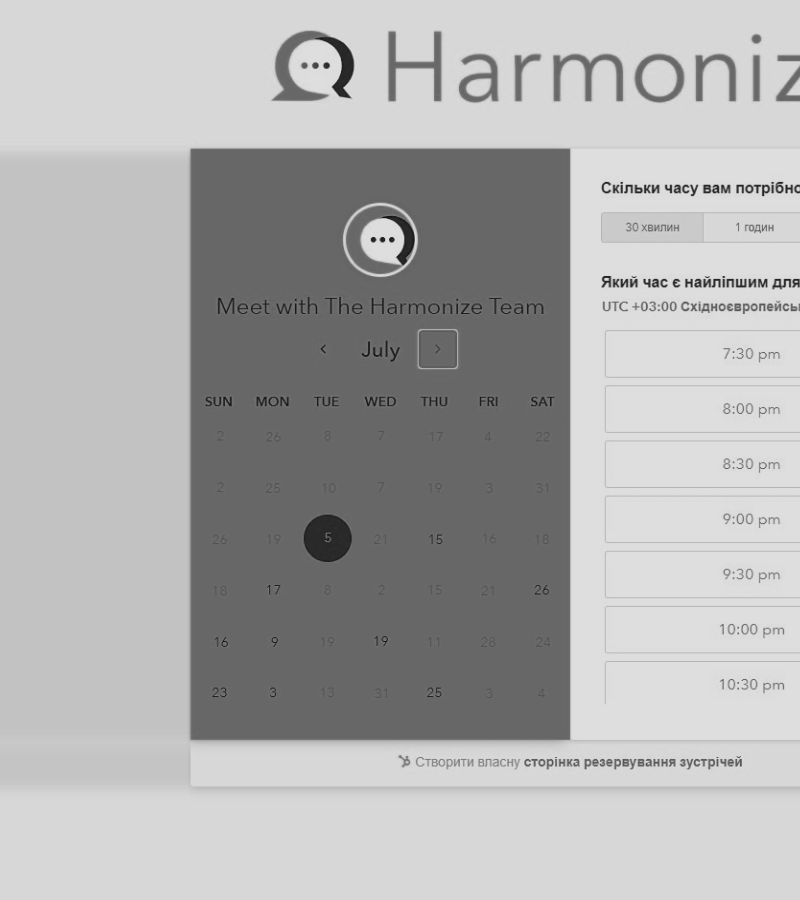 Harmoniz
Meet with The Harmonize Team
July
SUN MON TUE WED THU FRI SAT
2 26 8 7 17 4 22
2 25 10 7 19 3 31
26 19 5 21 15 16 18
18 17 8 2 15 21 26
16 9 19 19 11 28 24
23 3 13 31 25 3 4
Скільки часу вам потрібно
30 хвилин 1 годин
Який час є найліпшим для
UTC +03:00 Східноєвропейсь
7:30 pm
8:00 pm
8:30 pm
9:00 pm
9:30 pm
10:00 pm
10:30 pm
Створити власну сторінка резервування зустрічей